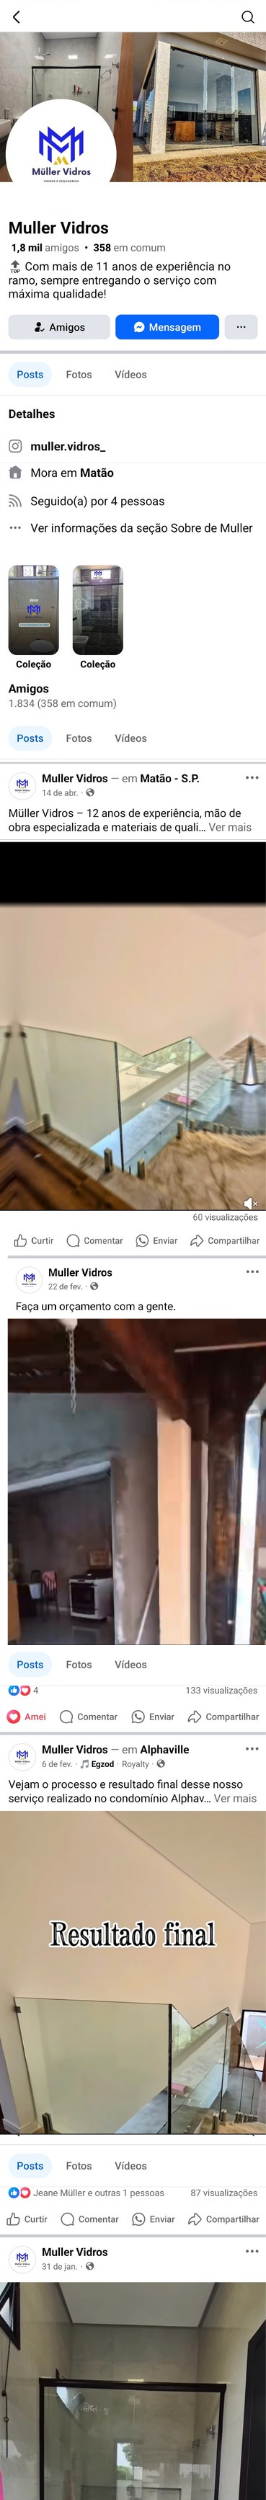 Müller Vidros
Muller Vidros
1,8 mil amigos • 358 em comum
TOP Com mais de 11 anos de experiência no
ramo, sempre entregando o serviço com
máxima qualidade!
Amigos
Mensagem
Posts Fotos Vídeos
Detalhes
muller.vidros_
Mora em Matão
Seguido(a) por 4 pessoas
Ver informações da seção Sobre de Muller
Coleção Coleção
Amigos
1.834 (358 em comum)
Posts Fotos Vídeos
Muller Vidros — em Matão - S.P.
14 de abr. ·
Müller Vidros – 12 anos de experiência, mão de
obra especializada e materiais de quali... Ver mais
60 visualizações
Curtir Comentar Enviar Compartilhar
Muller Vidros
22 de fev. ·
Faça um orçamento com a gente.
Posts Fotos Vídeos
4 133 visualizações
Amei Comentar Enviar Compartilhar
Muller Vidros — em Alphaville
6 de fev. · Egzod · Royalty ·
Vejam o processo e resultado final desse nosso
serviço realizado no condomínio Alphav... Ver mais
Resultado final
Posts Fotos Vídeos
Jeane Müller e outras 1 pessoas 87 visualizações
Curtir Comentar Enviar Compartilhar
Muller Vidros
31 de jan. ·